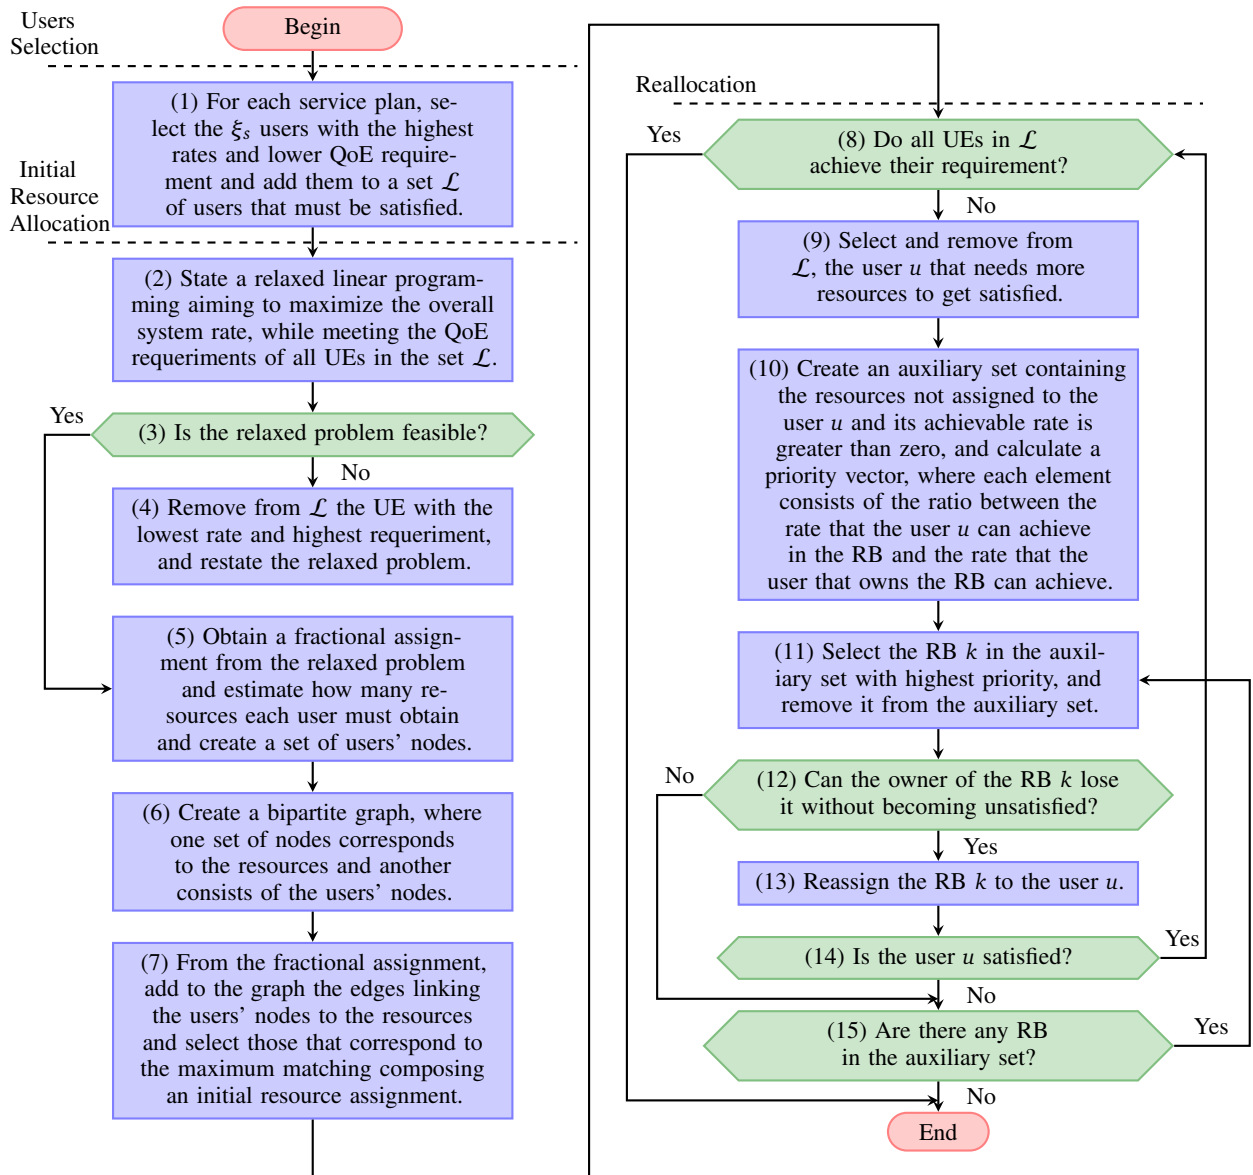 Users
Selection
Begin
(1) For each service plan, se-
lect the ξs users with the highest
rates and lower QoE require-
ment and add them to a set ℒ
of users that must be satisfied.
Initial
Resource
Allocation
(2) State a relaxed linear program-
ming aiming to maximize the overall
system rate, while meeting the QoE
requeriments of all UEs in the set ℒ.
Yes
(3) Is the relaxed problem feasible?
No
(4) Remove from ℒ the UE with the
lowest rate and highest requeriment,
and restate the relaxed problem.
(5) Obtain a fractional assign-
ment from the relaxed problem
and estimate how many re-
sources each user must obtain
and create a set of users’ nodes.
(6) Create a bipartite graph, where
one set of nodes corresponds
to the resources and another
consists of the users’ nodes.
(7) From the fractional assignment,
add to the graph the edges linking
the users’ nodes to the resources
and select those that correspond to
the maximum matching composing
an initial resource assignment.
Reallocation
Yes
(8) Do all UEs in ℒ
achieve their requirement?
No
(9) Select and remove from
ℒ, the user u that needs more
resources to get satisfied.
(10) Create an auxiliary set containing
the resources not assigned to the
user u and its achievable rate is
greater than zero, and calculate a
priority vector, where each element
consists of the ratio between the
rate that the user u can achieve
in the RB and the rate that the
user that owns the RB can achieve.
(11) Select the RB k in the auxil-
iary set with highest priority, and
remove it from the auxiliary set.
No
(12) Can the owner of the RB k lose
it without becoming unsatisfied?
Yes
(13) Reassign the RB k to the user u.
(14) Is the user u satisfied?
Yes
No
(15) Are there any RB
in the auxiliary set?
Yes
No
End